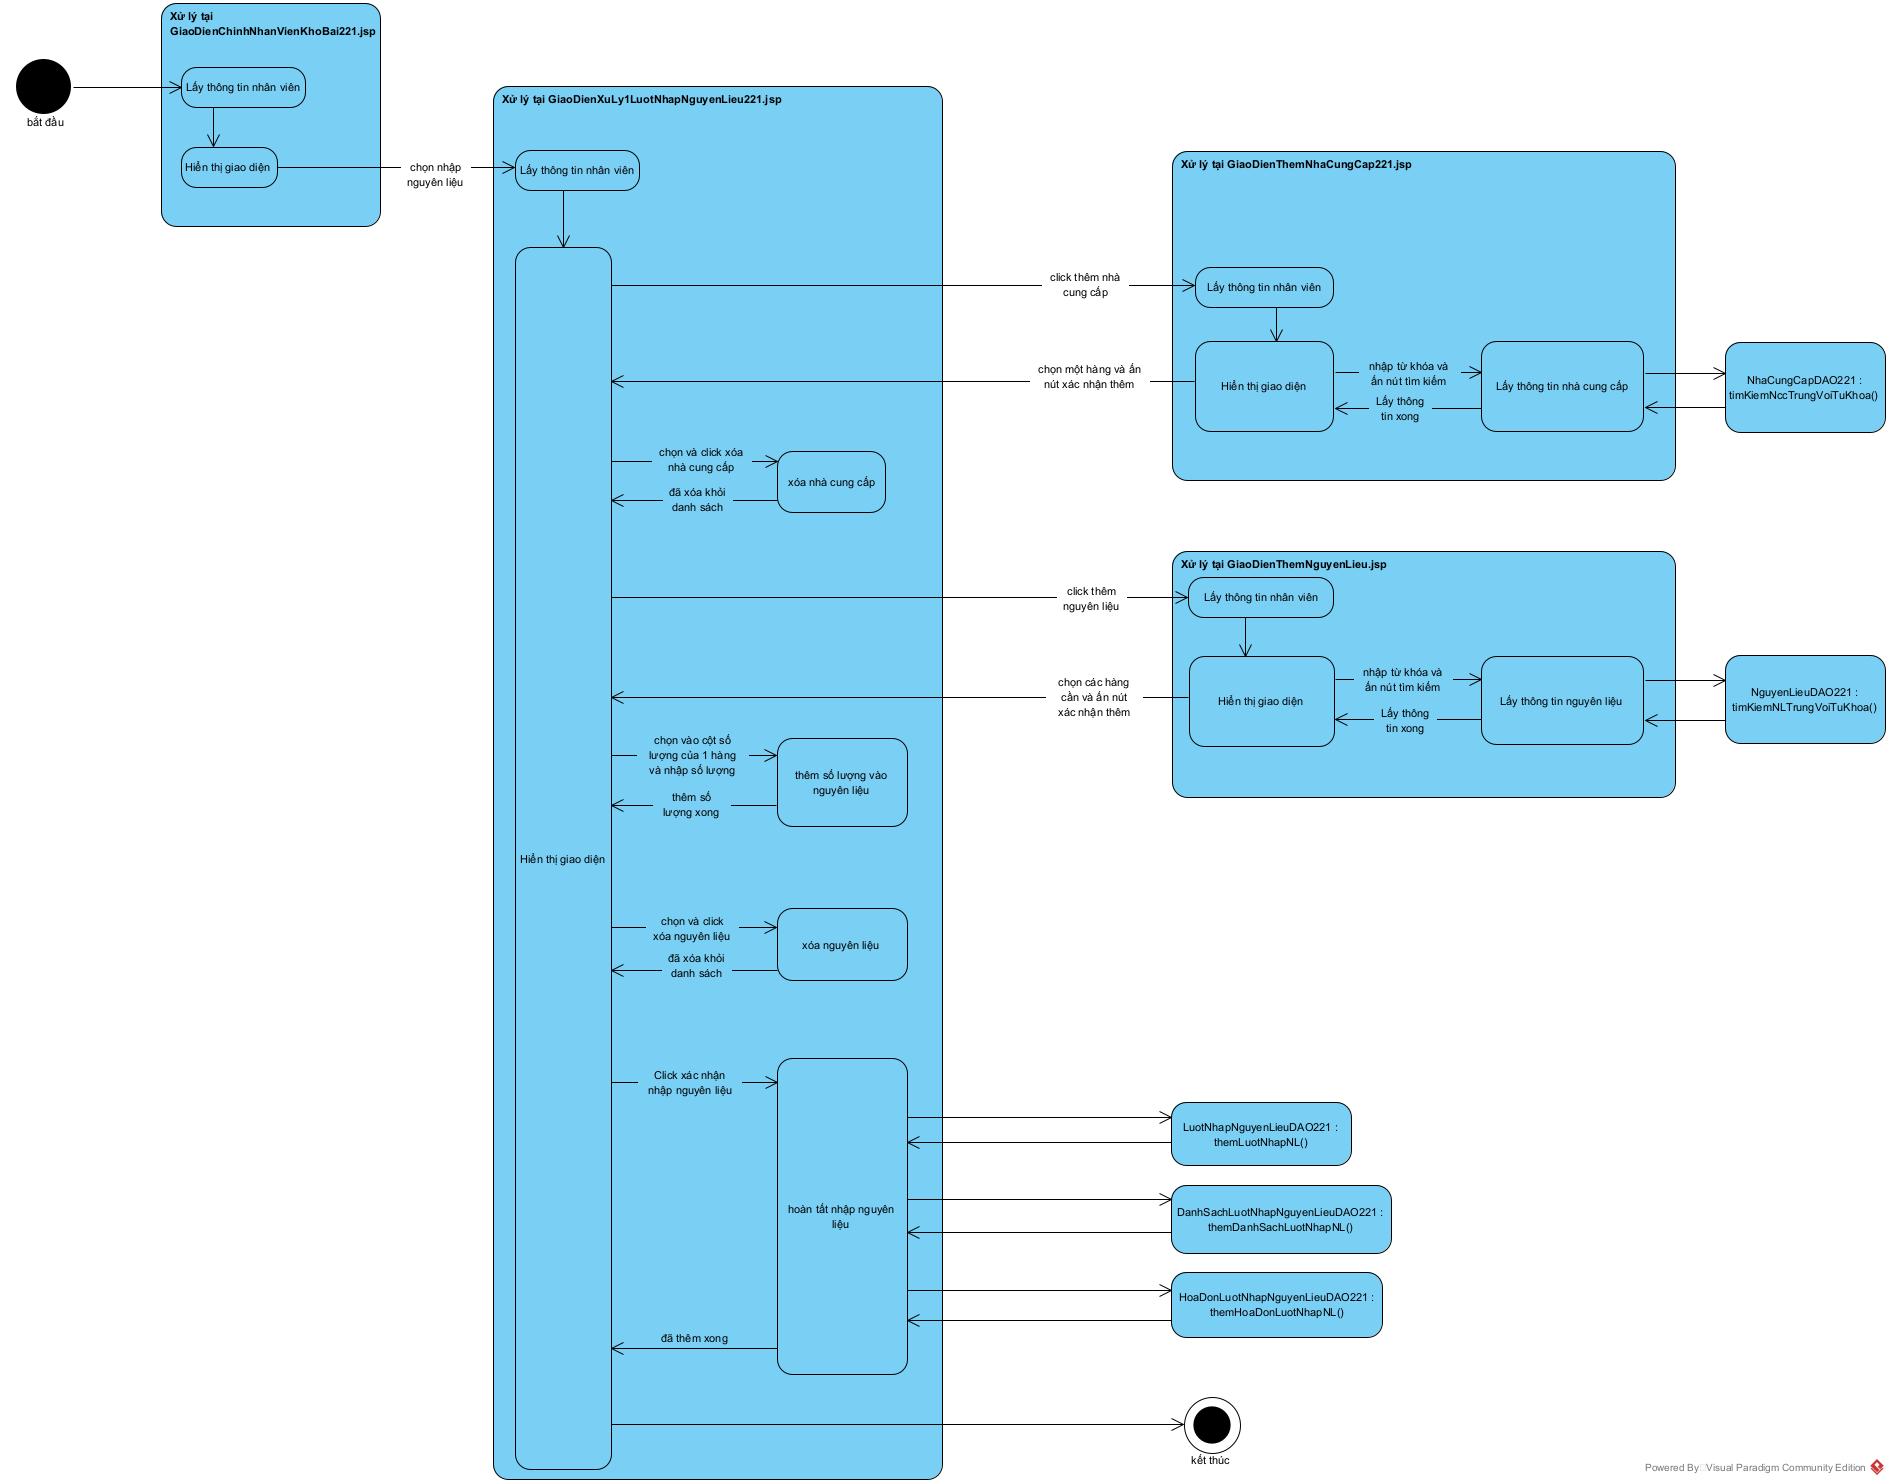 Xử lý tại
GiaoDienChinhNhanVienKhoBai221.jsp
Lấy thông tin nhân viên
bắt đầu
Hiển thị giao diện
chọn nhập
nguyên liệu
Xử lý tại GiaoDienXuLy1LuotNhapNguyenLieu221.jsp
Lấy thông tin nhân viên
Hiển thị giao diện
click thêm nhà
cung cấp
chọn một hàng và ấn
nút xác nhận thêm
Xử lý tại GiaoDienThemNhaCungCap221.jsp
Lấy thông tin nhân viên
Hiển thị giao diện
nhập từ khóa và
ấn nút tìm kiếm
Lấy thông
tin xong
Lấy thông tin nhà cung cấp
NhaCungCapDAO221 :
timKiemNccTrungVoiTuKhoa()
chọn và click xóa
nhà cung cấp
đã xóa khỏi
danh sách
xóa nhà cung cấp
click thêm
nguyên liệu
chọn các hàng
cần và ấn nút
xác nhận thêm
Xử lý tại GiaoDienThemNguyenLieu.jsp
Lấy thông tin nhân viên
Hiển thị giao diện
nhập từ khóa và
ấn nút tìm kiếm
Lấy thông
tin xong
Lấy thông tin nguyên liệu
NguyenLieuDAO221 :
timKiemNLTrungVoiTuKhoa()
chọn vào cột số
lượng của 1 hàng
và nhập số lượng
thêm số
lượng xong
thêm số lượng vào
nguyên liệu
chọn và click
xóa nguyên liệu
đã xóa khỏi
danh sách
xóa nguyên liệu
Click xác nhận
nhập nguyên liệu
hoàn tất nhập nguyên
liệu
đã thêm xong
LuotNhapNguyenLieuDAO221 :
themLuotNhapNL()
DanhSachLuotNhapNguyenLieuDAO221 :
themDanhSachLuotNhapNL()
HoaDonLuotNhapNguyenLieuDAO221 :
themHoaDonLuotNhapNL()
kết thúc
Powered By Visual Paradigm Community Edition